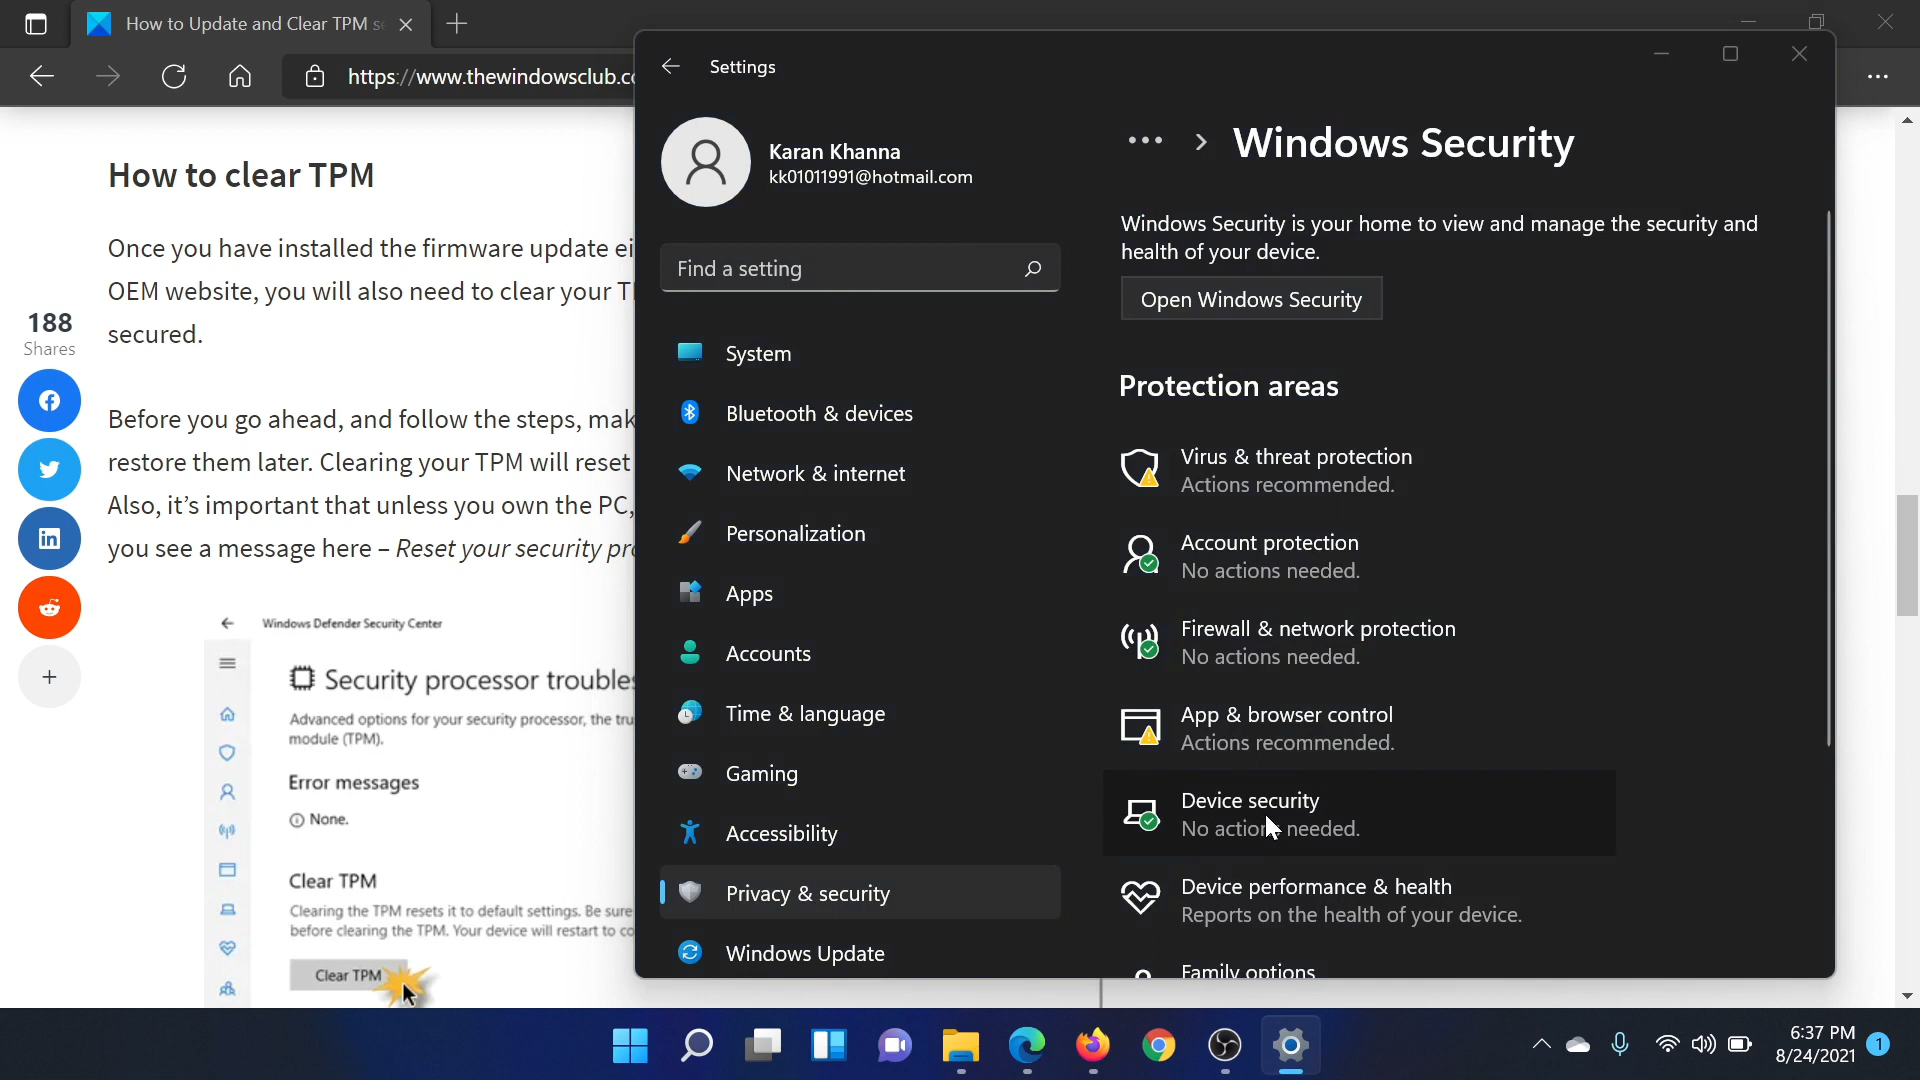 How to Update and Clear TPM se
https://www.thewindowsclub.co
How to clear TPM
Once you have installed the firmware update ei
OEM website, you will also need to clear your T
secured.
Before you go ahead, and follow the steps, mak
restore them later. Clearing your TPM will reset
Also, it's important that unless you own the PC,
you see a message here – Reset your security pro
188
Shares
Windows Defender Security Center
Security processor troubles
Advanced options for your security processor, the tru
module (TPM).
Error messages
None.
Clear TPM
Clearing the TPM resets it to default settings. Be sure
before clearing the TPM. Your device will restart to co
Clear TPM
Settings
Karan Khanna
kk01011991@hotmail.com
Find a setting
System
Bluetooth & devices
Network & internet
Personalization
Apps
Accounts
Time & language
Gaming
Accessibility
Privacy & security
Windows Update
Windows Security
Windows Security is your home to view and manage the security and
health of your device.
Open Windows Security
Protection areas
Virus & threat protection
Actions recommended.
Account protection
No actions needed.
Firewall & network protection
No actions needed.
App & browser control
Actions recommended.
Device security
No actions needed.
Device performance & health
Reports on the health of your device.
Family options
6:37 PM
8/24/2021
1